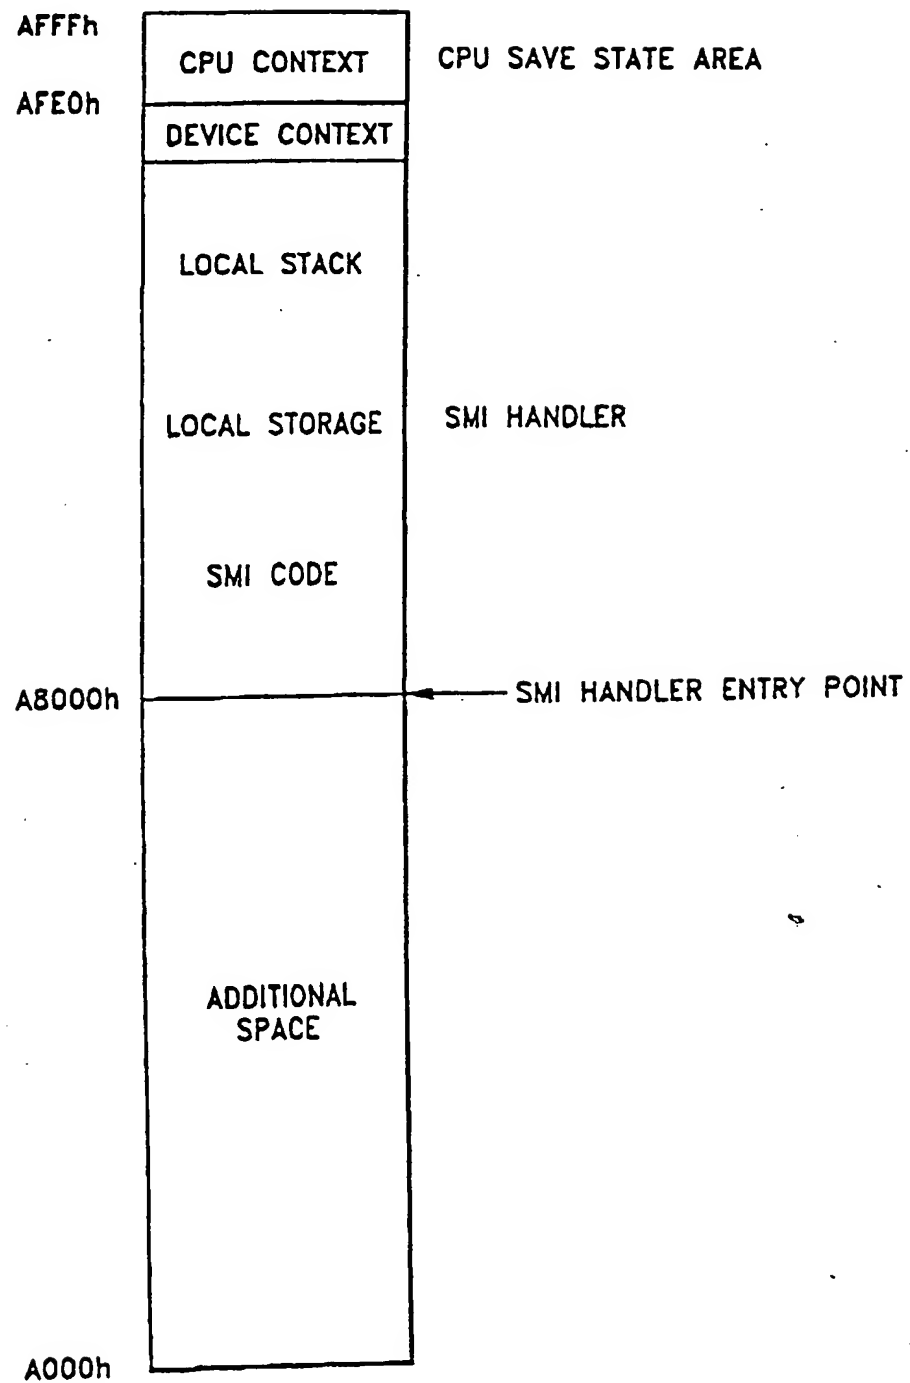 AFFFh
CPU CONTEXT
CPU SAVE STATE AREA
AFE0h
DEVICE CONTEXT
LOCAL STACK
LOCAL STORAGE
SMI HANDLER
SMI CODE
A8000h
SMI HANDLER ENTRY POINT
ADDITIONAL
SPACE
A000h